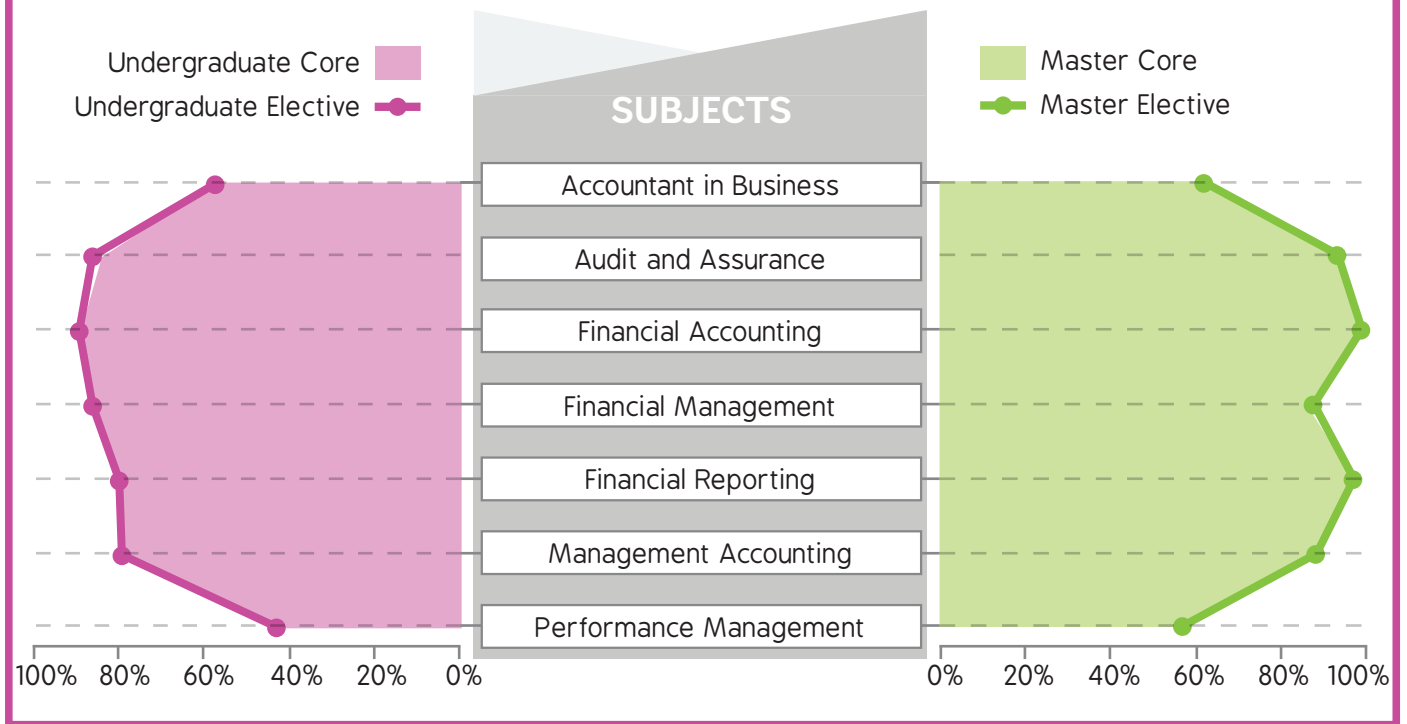 Undergraduate Core
Undergraduate Elective
SUBJECTS
Master Core
Master Elective
Accountant in Business
Audit and Assurance
Financial Accounting
Financial Management
Financial Reporting
Management Accounting
Performance Management
100% 80% 60% 40% 20% 0%
0% 20% 40% 60% 80% 100%